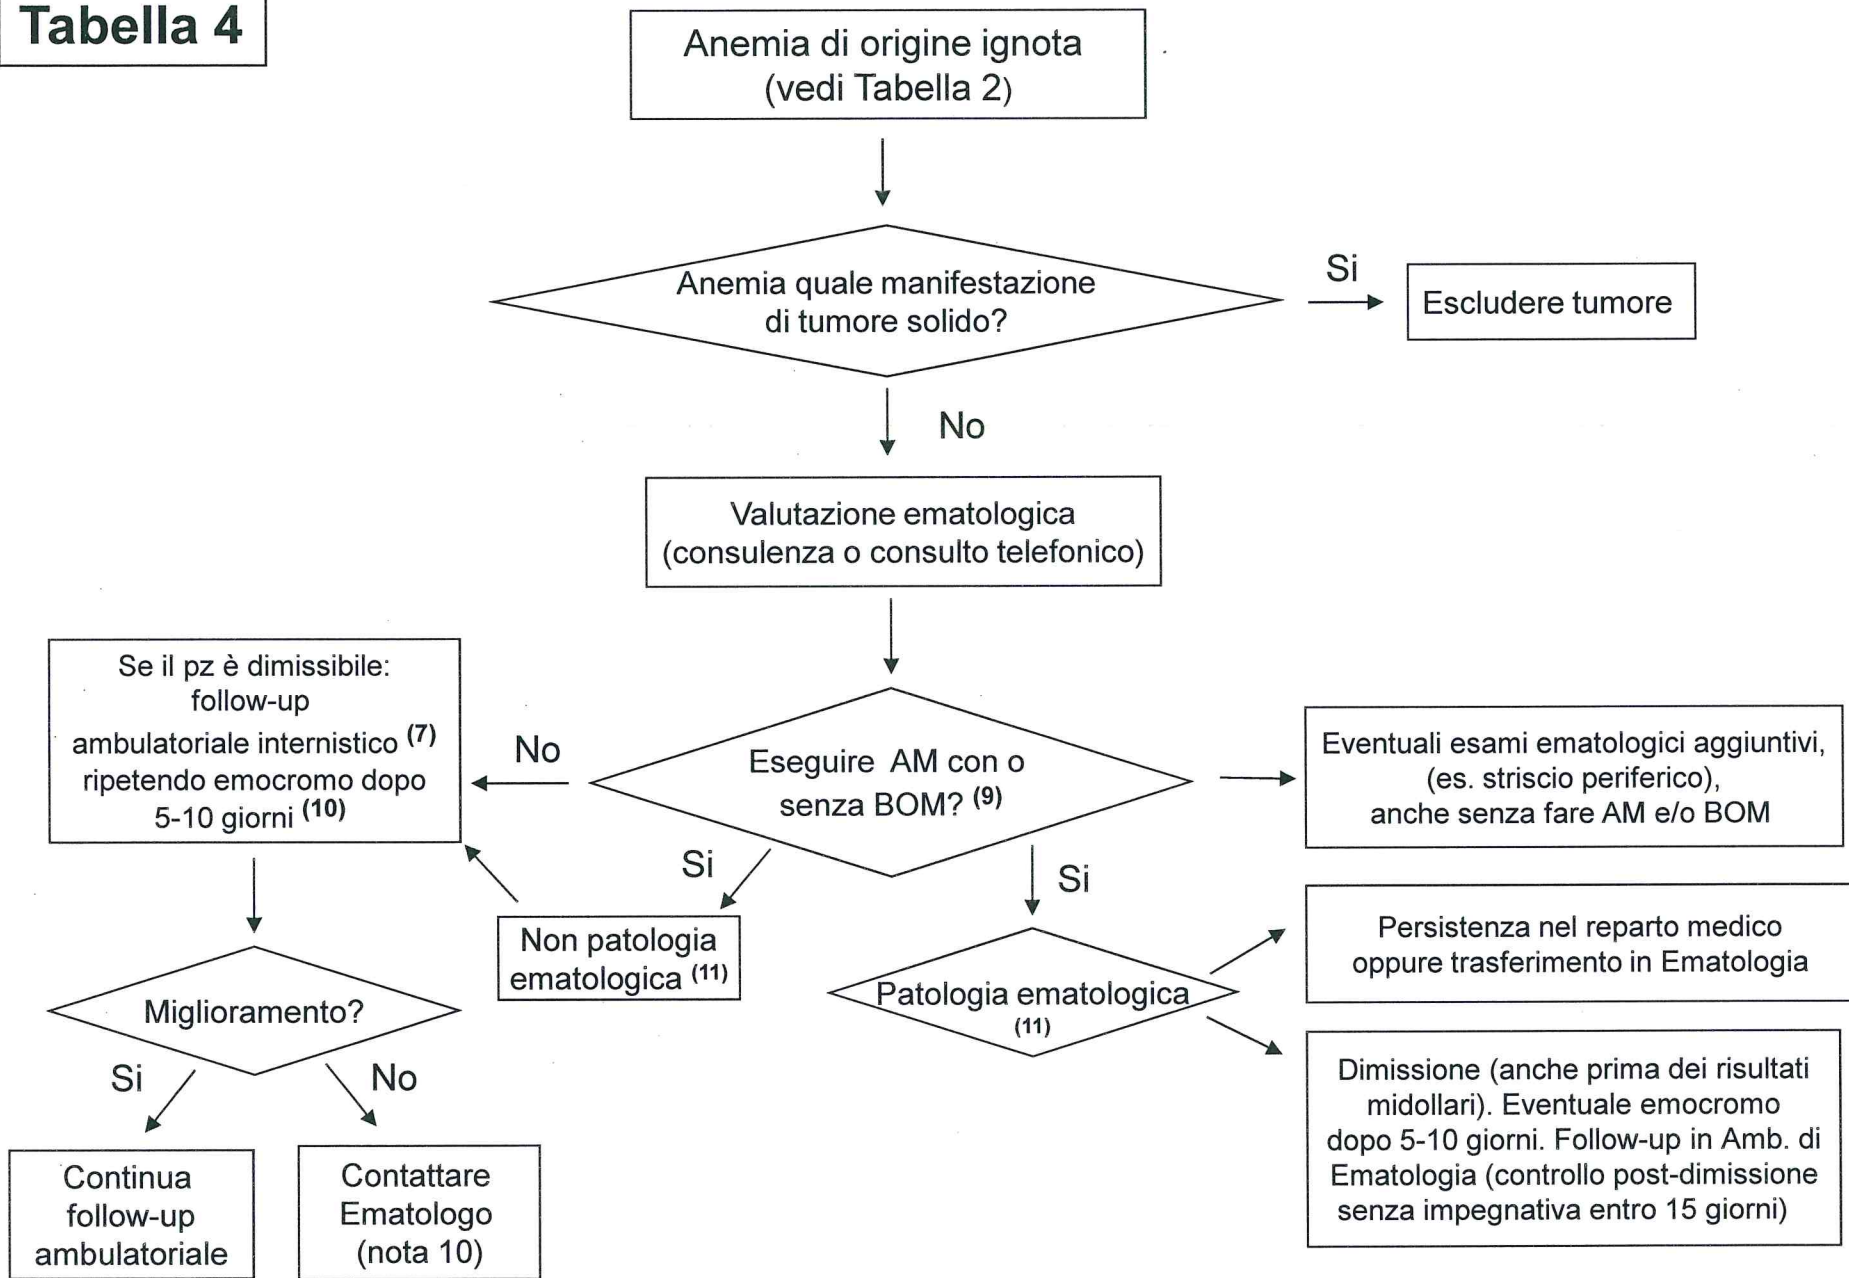 Tabella 4
Anemia di origine ignota
(vedi Tabella 2)
Anemia quale manifestazione
di tumore solido?
Si
Escludere tumore
No
Valutazione ematologica
(consulenza o consulto telefonico)
Se il pz è dimissibile:
follow-up
ambulatoriale internistico (7)
ripetendo emocromo dopo
5-10 giorni (10)
No
Eseguire AM con o
senza BOM? (9)
Eventuali esami ematologici aggiuntivi,
(es. striscio periferico),
anche senza fare AM e/o BOM
Si
Si
Non patologia
ematologica (11)
Patologia ematologica
(11)
Persistenza nel reparto medico
oppure trasferimento in Ematologia
Miglioramento?
Si
No
Dimissione (anche prima dei risultati
midollari). Eventuale emocromo
dopo 5-10 giorni. Follow-up in Amb. di
Ematologia (controllo post-dimissione
senza impegnativa entro 15 giorni)
Continua
follow-up
ambulatoriale
Contattare
Ematologo
(nota 10)